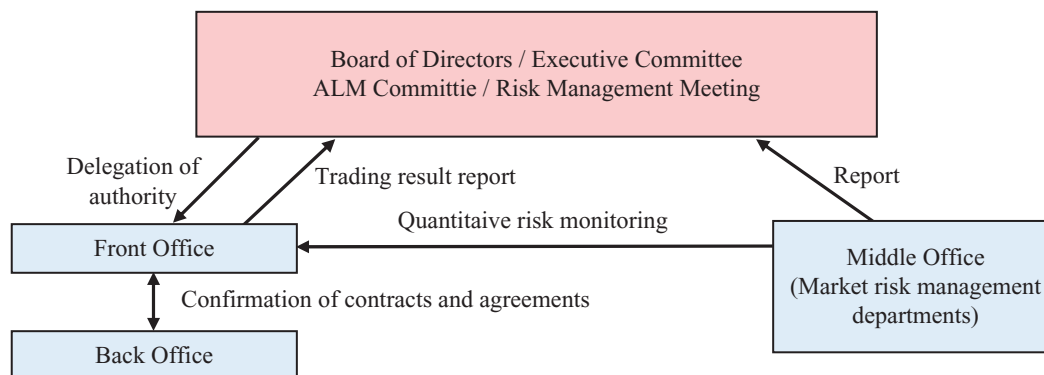 Board of Directors / Executive Committee
ALM Committie / Risk Management Meeting
Delegation of
authority
Trading result report
Report
Quantitaive risk monitoring
Front Office
Middle Office
(Market risk management
departments)
Confirmation of contracts and agreements
Back Office